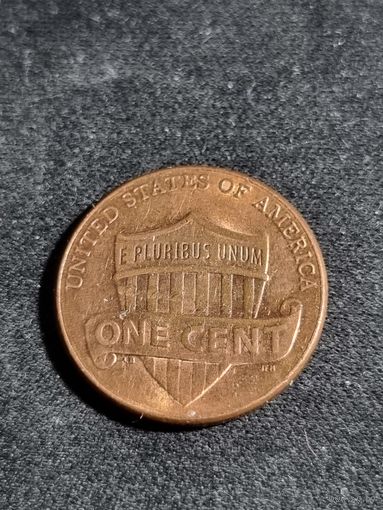 UNITED STATES OF AMERICA
E PLURIBUS UNUM
ONE CENT